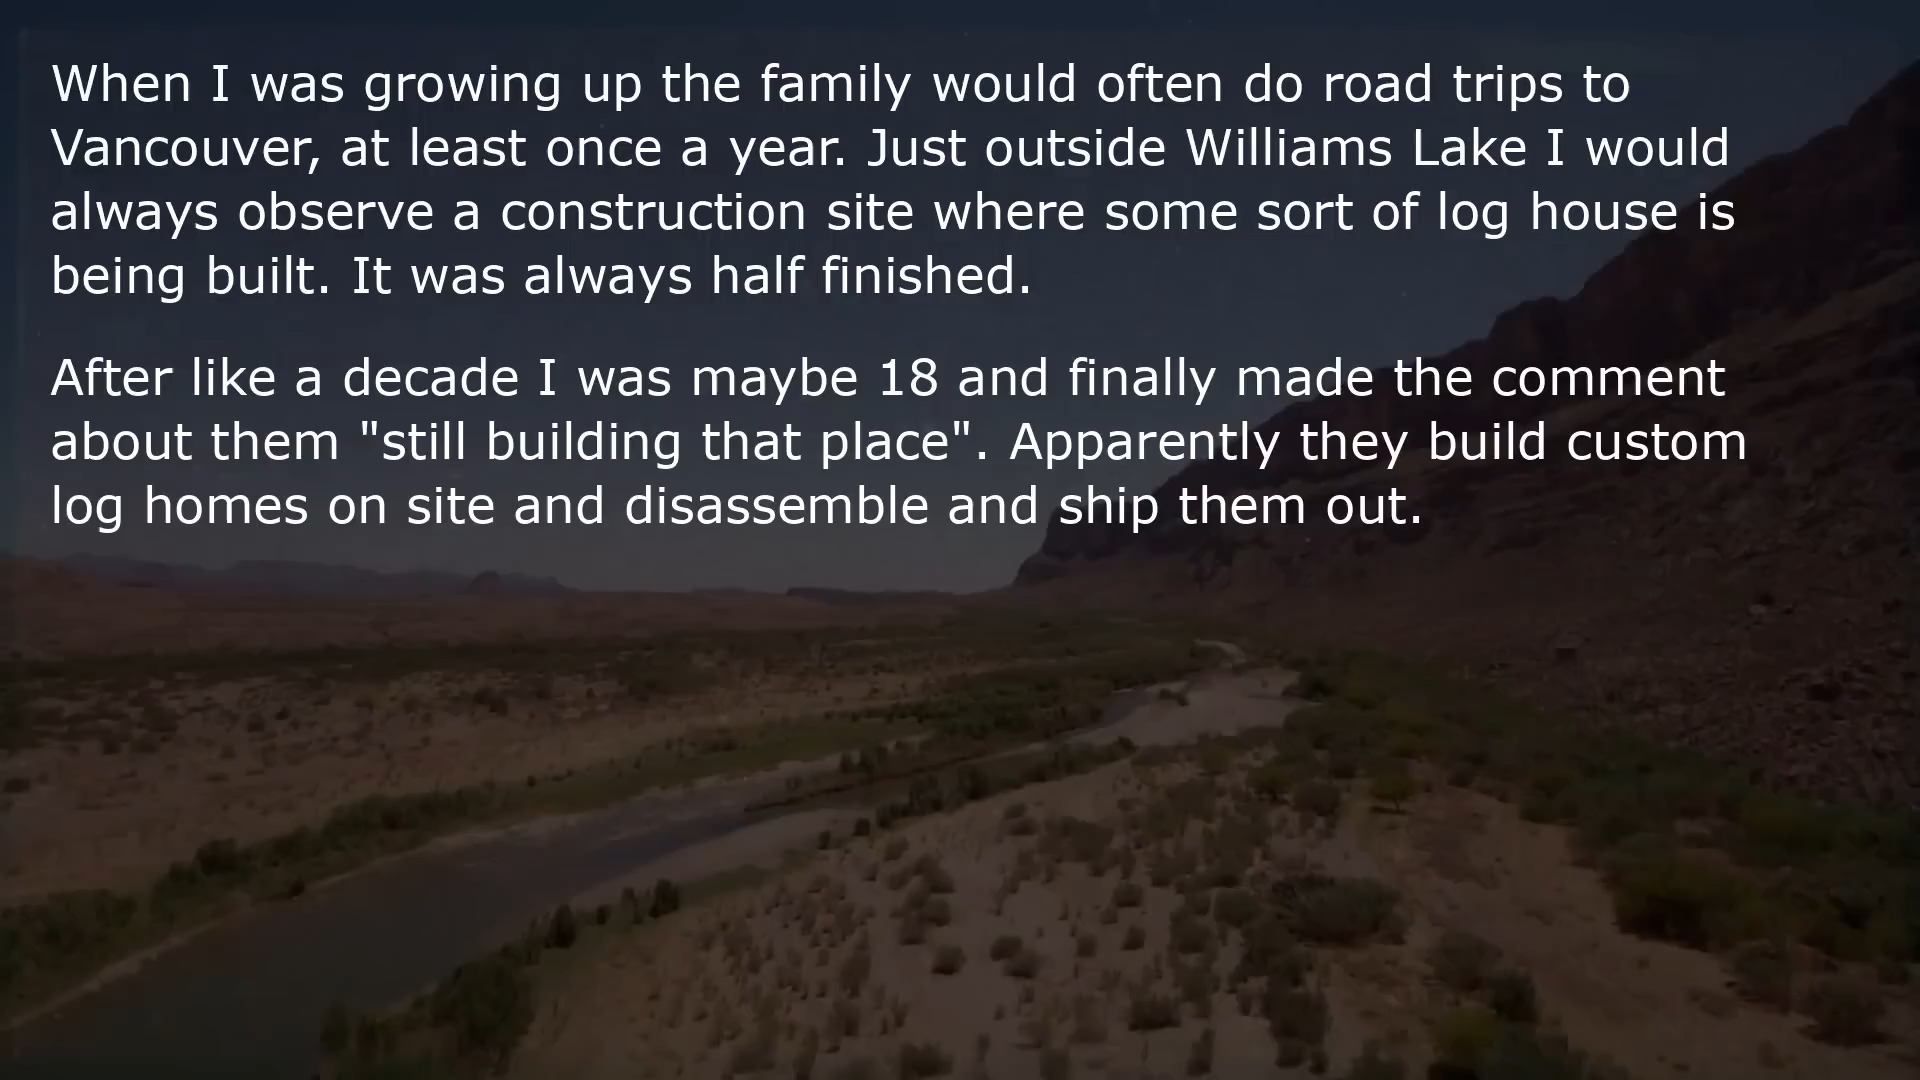 When I was growing up the family would often do road trips to
Vancouver, at least once a year. Just outside Williams Lake I would
always observe a construction site where some sort of log house is
being built. It was always half finished.
After like a decade I was maybe 18 and finally made the comment
about them "still building that place". Apparently they build custom
log homes on site and disassemble and ship them out.